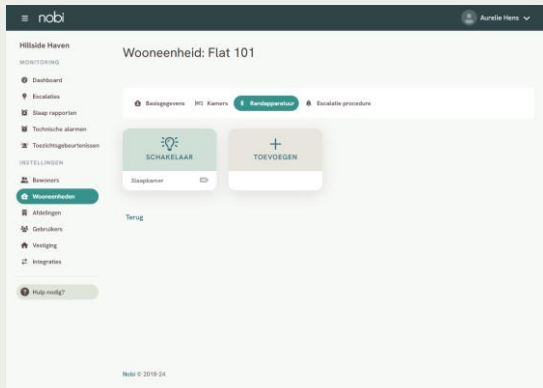 nobi
Aurelie Hens
Hillside Haven
MONITORING
Dashboard
Escalaties
Slaap rapporten
Technische alarmen
Toezichtsgebeurtenissen
INSTELLINGEN
Bewoners
Wooneenheden
Afdelingen
Gebruikers
Vestiging
Integraties
Hulp nodig?
Wooneenheid: Flat 101
Basisgegevens Kamers Randapparatuur Escalatie procedure
SCHAKELAAR
Slaapkamer
TOEVOEGEN
Terug
Nobi © 2018-24